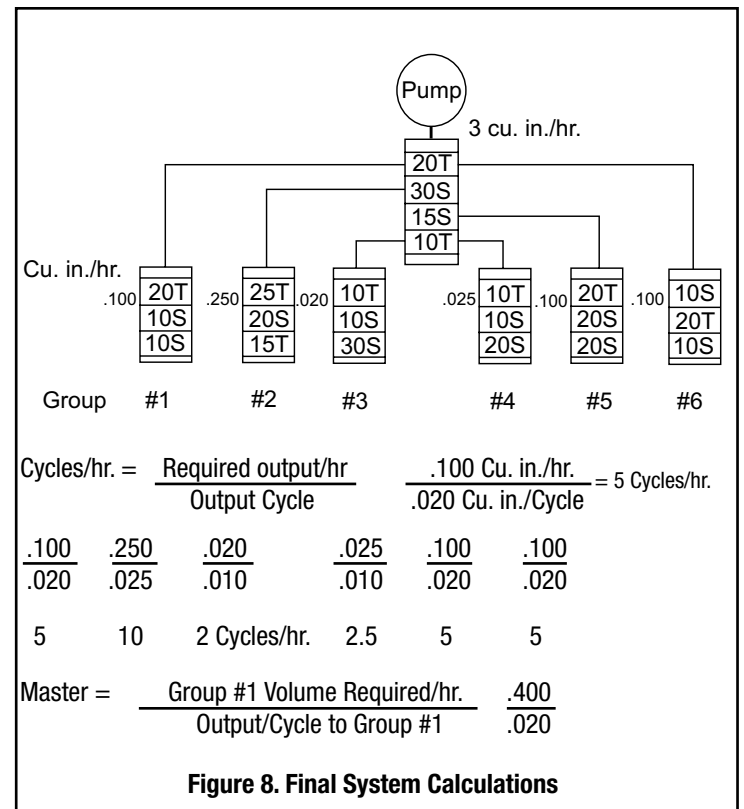 Pump
3 cu. in./hr.
20T
30S
15S
10T
Cu. in./hr.
.100 20T .250 25T .020 10T .025 10T .100 20T .100 10S
10S 20S 10S 10S 20S 20T
10S 15T 30S 20S 20S 10S
Group #1 #2 #3 #4 #5 #6
Cycles/hr. = Required output/hr .100 Cu. in./hr. = 5 Cycles/hr.
Output Cycle .020 Cu. in./Cycle
.100 .250 .020 .025 .100 .100
.020 .025 .010 .010 .020 .020
5 10 2 Cycles/hr. 2.5 5 5
Master = Group #1 Volume Required/hr. .400
Output/Cycle to Group #1 .020
Figure 8. Final System Calculations